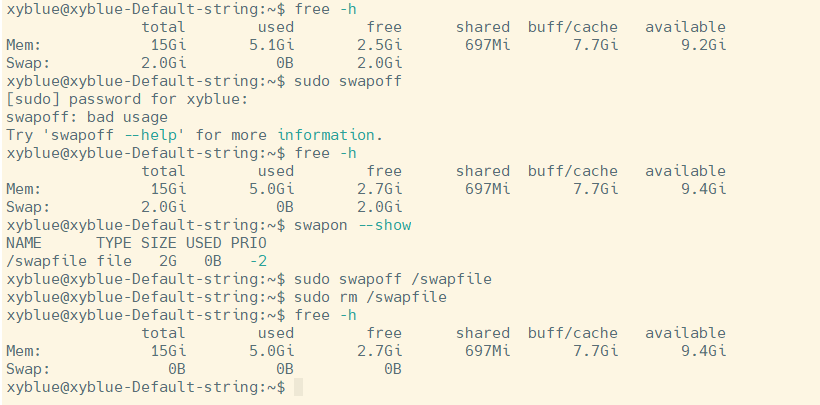 xyblue@xyblue-Default-string:~$ free -h
              total        used        free      shared  buff/cache   available
Mem:           15Gi       5.1Gi       2.5Gi       697Mi       7.7Gi       9.2Gi
Swap:         2.0Gi          0B       2.0Gi
xyblue@xyblue-Default-string:~$ sudo swapoff
[sudo] password for xyblue:
swapoff: bad usage
Try 'swapoff --help' for more information.
xyblue@xyblue-Default-string:~$ free -h
              total        used        free      shared  buff/cache   available
Mem:           15Gi       5.0Gi       2.7Gi       697Mi       7.7Gi       9.4Gi
Swap:         2.0Gi          0B       2.0Gi
xyblue@xyblue-Default-string:~$ swapon --show
NAME      TYPE SIZE USED PRIO
/swapfile file   2G   0B   -2
xyblue@xyblue-Default-string:~$ sudo swapoff /swapfile
xyblue@xyblue-Default-string:~$ sudo rm /swapfile
xyblue@xyblue-Default-string:~$ free -h
              total        used        free      shared  buff/cache   available
Mem:           15Gi       5.0Gi       2.7Gi       697Mi       7.7Gi       9.4Gi
Swap:            0B          0B          0B
xyblue@xyblue-Default-string:~$